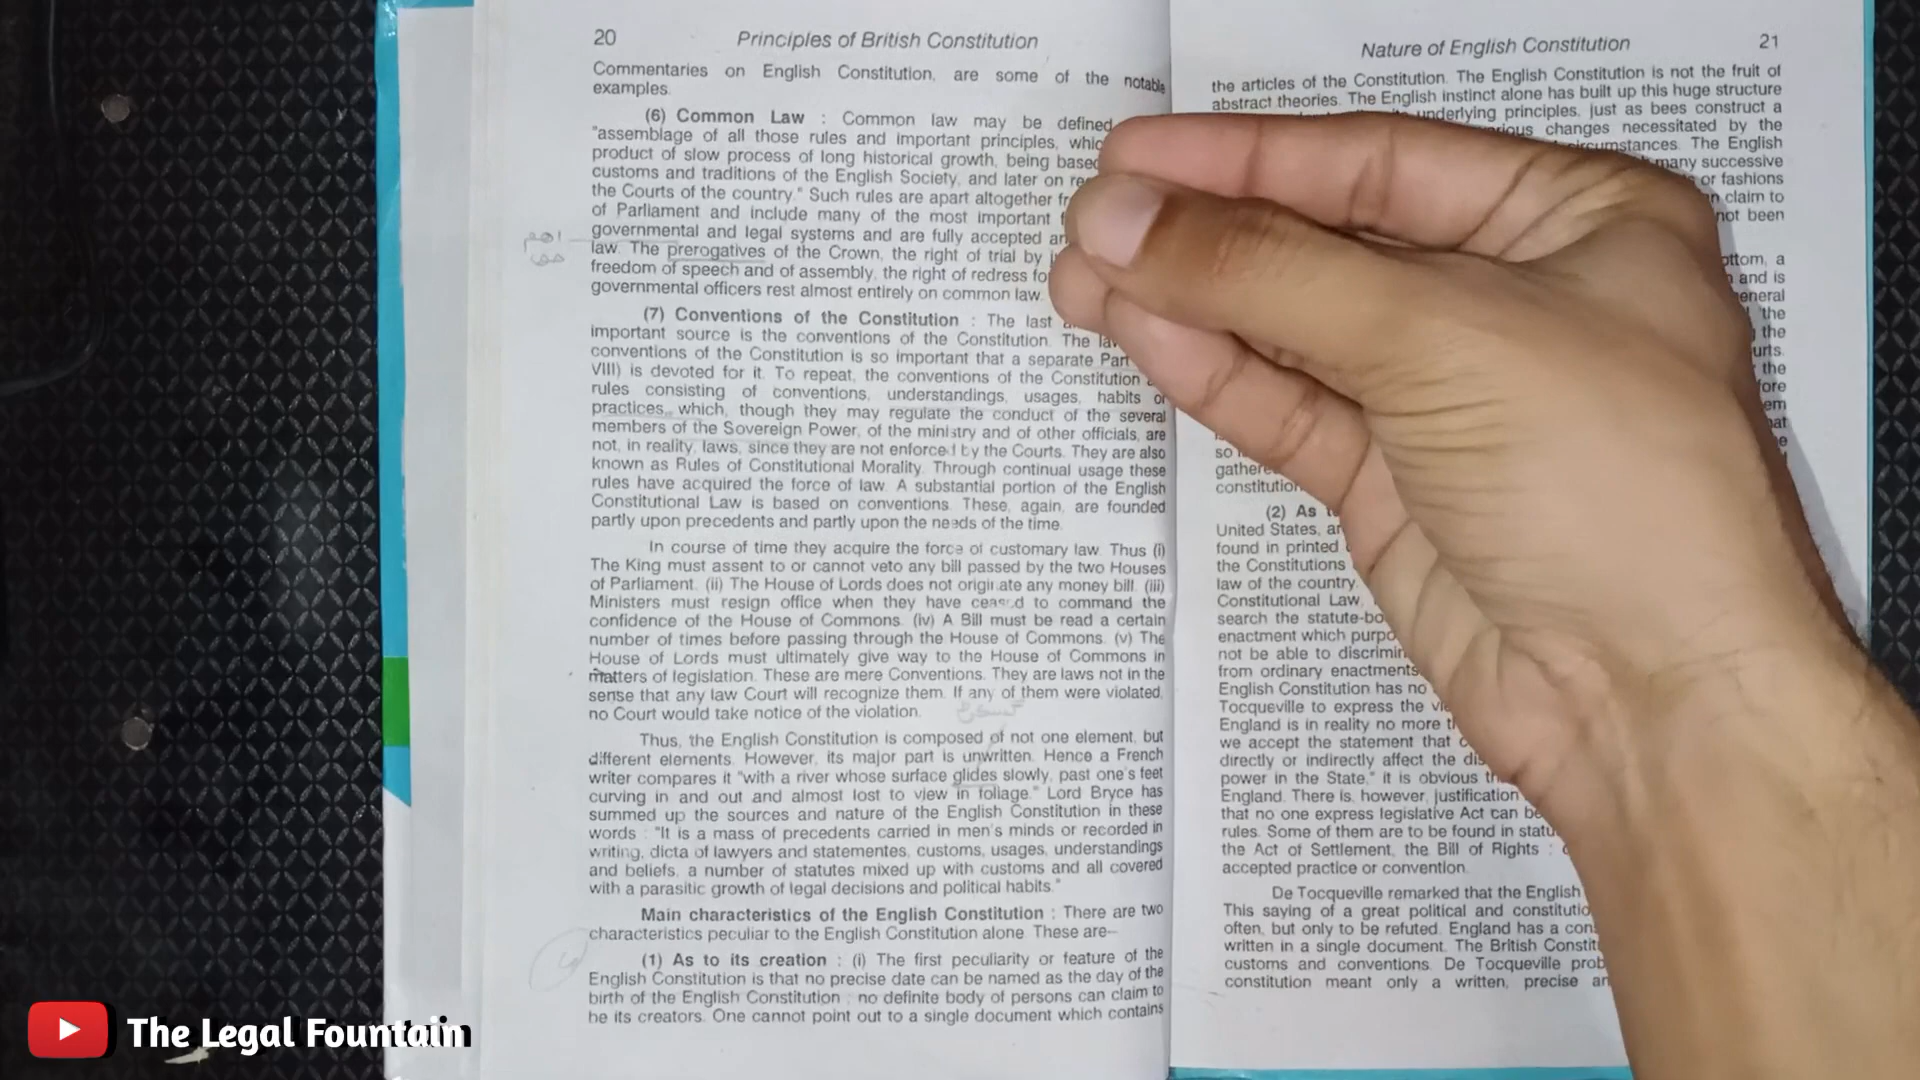 20 Principles of British Constitution
Commentaries on English Constitution, are some of the notable
examples.
(6) Common Law : Common law may be defined
"assemblage of all those rules and important principles,
product of slow process of long historical growth, being
customs and traditions of the English Society, and later on
the Courts of the country." Such rules are apart altogether
of Parliament and include many of the most important
governmental and legal systems and are fully accepted
law. The prerogatives of the Crown, the right of trial by
freedom of speech and of assembly, the right of redress
governmental officers rest almost entirely on common law.
(7) Conventions of the Constitution : The last
important source is the conventions of the Constitution. The
conventions of the Constitution is so important that a separate Part
VIII) is devoted for it. To repeat, the conventions of the Constitution
rules consisting of conventions, understandings, usages, habits or
practices, which, though they may regulate the conduct of the several
members of the Sovereign Power, of the ministry and of other officials, are
not, in reality, laws, since they are not enforced by the Courts. They are also
known as Rules of Constitutional Morality. Through continual usage these
rules have acquired the force of law. A substantial portion of the English
Constitutional Law is based on conventions. These, again, are founded
partly upon precedents and partly upon the needs of the time.
In course of time they acquire the force of customary law. Thus (i)
The King must assent to or cannot veto any bill passed by the two Houses
of Parliament. (ii) The House of Lords does not originate any money bill. (iii)
Ministers must resign office when they have ceased to command the
confidence of the House of Commons. (iv) A Bill must be read a certain
number of times before passing through the House of Commons. (v) The
House of Lords must ultimately give way to the House of Commons in
matters of legislation. These are mere Conventions. They are laws not in the
sense that any law Court will recognize them. If any of them were violated,
no Court would take notice of the violation.
Thus, the English Constitution is composed of not one element, but
different elements. However, its major part is unwritten. Hence a French
writer compares it "with a river whose surface glides slowly, past one's feet
curving in and out and almost lost to view in foliage." Lord Bryce has
summed up the sources and nature of the English Constitution in these
words : "It is a mass of precedents carried in men's minds or recorded in
writing, dicta of lawyers and statementes, customs, usages, understandings
and beliefs, a number of statutes mixed up with customs and all covered
with a parasitic growth of legal decisions and political habits."
Main characteristics of the English Constitution : There are two
characteristics peculiar to the English Constitution alone. These are—
(1) As to its creation : (i) The first peculiarity or feature of the
English Constitution is that no precise date can be named as the day of the
birth of the English Constitution ; no definite body of persons can claim to
be its creators. One cannot point out to a single document which contains
Nature of English Constitution 21
the articles of the Constitution. The English Constitution is not the fruit of
abstract theories. The English instinct alone has built up this huge structure
underlying principles, just as bees construct a
changes necessitated by the
circumstances. The English
many successive
or fashions
claim to
not been
a
and is
general
the
the
the
so
constitution
(2) As
United States,
found in printed
the Constitutions
law of the country.
Constitutional Law,
search the
enactment which
not be able to
from ordinary enactments.
English Constitution has no
Tocqueville to express the
England is in reality no more
we accept the statement that
directly or indirectly affect the
power in the State," it is obvious
England. There is, however, justification
that no one express legislative Act can
rules. Some of them are to be found in
the Act of Settlement, the Bill of Rights :
accepted practice or convention.
De Tocqueville remarked that the English
This saying of a great political and
often, but only to be refuted. England has a
written in a single document. The British
customs and conventions. De Tocqueville
constitution meant only a written, precise
The Legal Fountain